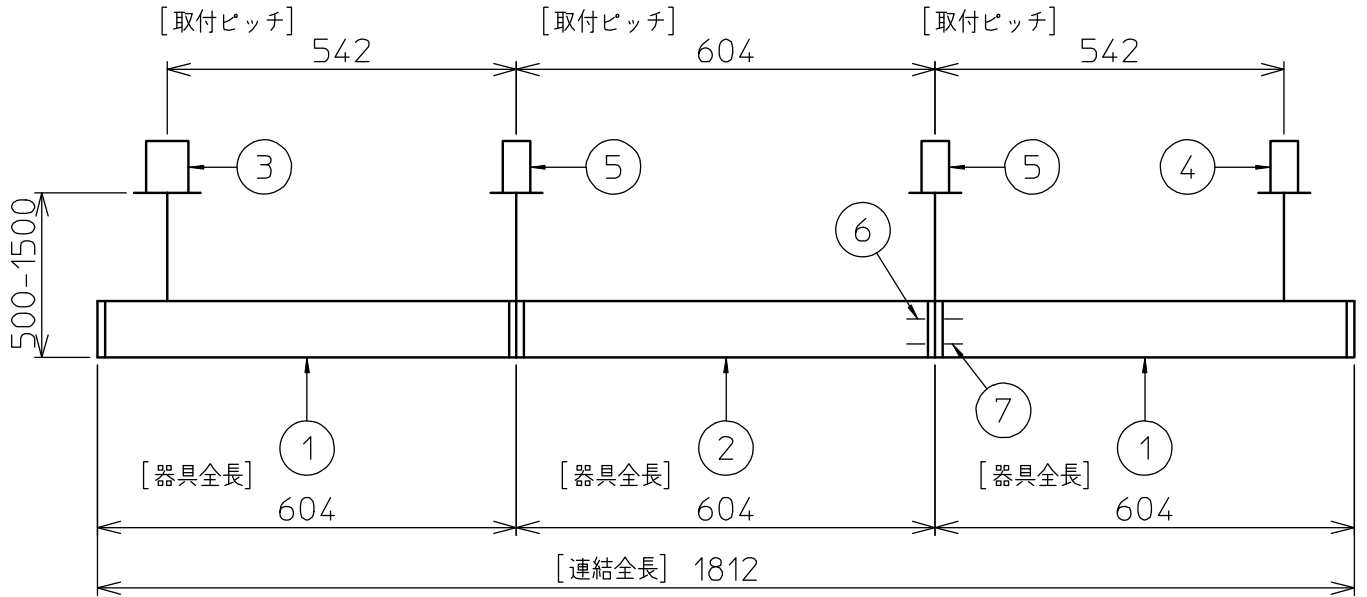 [取付ピッチ] [取付ピッチ] [取付ピッチ]
542 604 542
③ ⑤ ⑤ ④
500-1500
⑥
⑦
① ② ①
[器具全長] [器具全長] [器具全長]
604 604 604
[連結全長] 1812